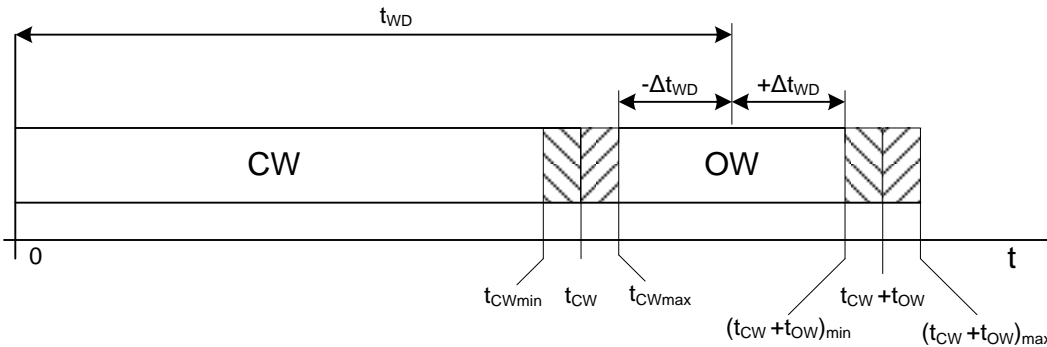 tWD
-ΔtWD +ΔtWD
CW OW
0 t
tCWmin tCW tCWmax tCW +tOW
(tCW +tOW)min (tCW +tOW)max